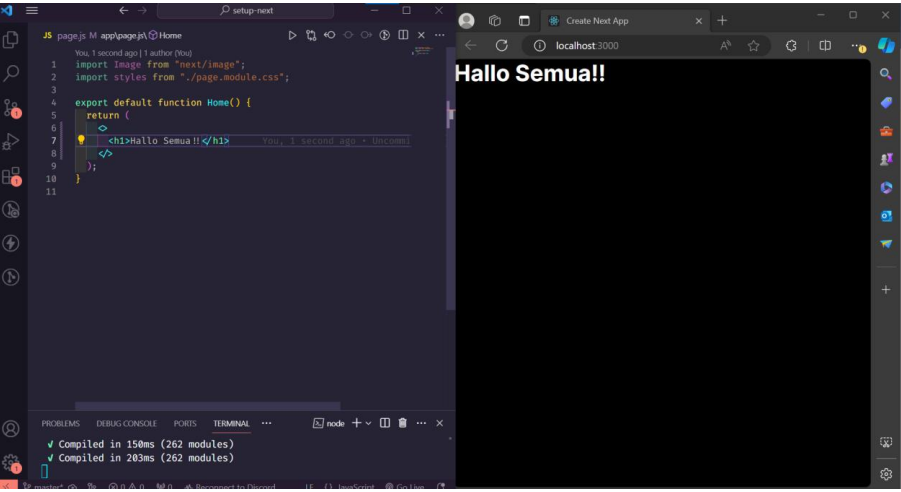 setup-next
JS page.js M app\page.js\Home
You, 1 second ago | 1 author (You)
1 import Image from "next/image";
2 import styles from "./page.module.css";
3
4 export default function Home() {
5 return (
6 <>
7 <h1>Hallo Semua!!</h1> You, 1 second ago • Uncommi
8 </>
9 );
10 }
11
PROBLEMS DEBUG CONSOLE PORTS TERMINAL ••• node
✓ Compiled in 150ms (262 modules)
✓ Compiled in 203ms (262 modules)
master* 0 0 0 Reconnect to Discord LF {} JavaScript Go Live
Create Next App
localhost:3000
Hallo Semua!!